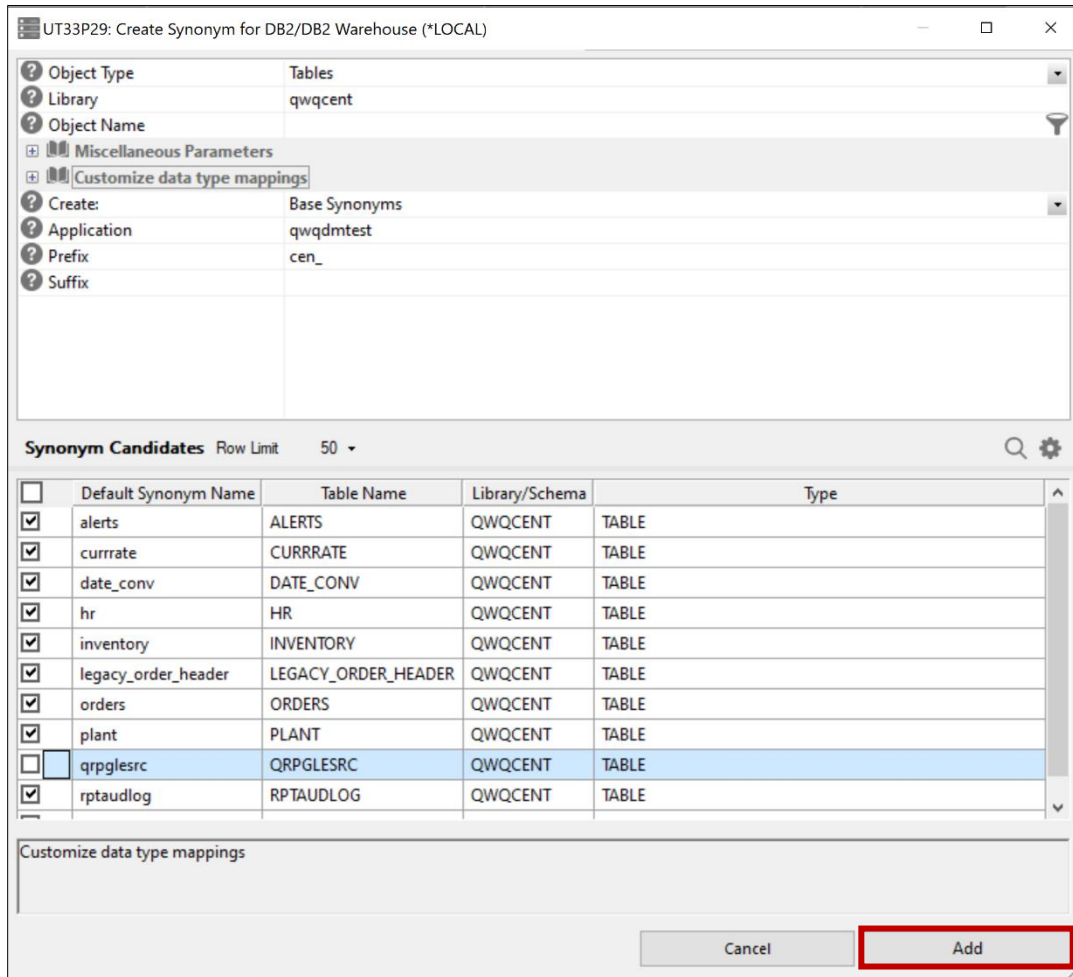 UT33P29: Create Synonym for DB2/DB2 Warehouse (*LOCAL)
? Object Type Tables
? Library qwqcent
? Object Name
Miscellaneous Parameters
Customize data type mappings
? Create: Base Synonyms
? Application qwqdmtest
? Prefix cen_
? Suffix
Synonym Candidates Row Limit 50
Default Synonym Name Table Name Library/Schema Type
alerts ALERTS QWQCENT TABLE
currrate CURRRATE QWQCENT TABLE
date_conv DATE_CONV QWQCENT TABLE
hr HR QWQCENT TABLE
inventory INVENTORY QWQCENT TABLE
legacy_order_header LEGACY_ORDER_HEADER QWQCENT TABLE
orders ORDERS QWQCENT TABLE
plant PLANT QWQCENT TABLE
qrpglesrc QRPGLESRC QWQCENT TABLE
rptaudlog RPTAUDLOG QWQCENT TABLE
Customize data type mappings
Cancel Add